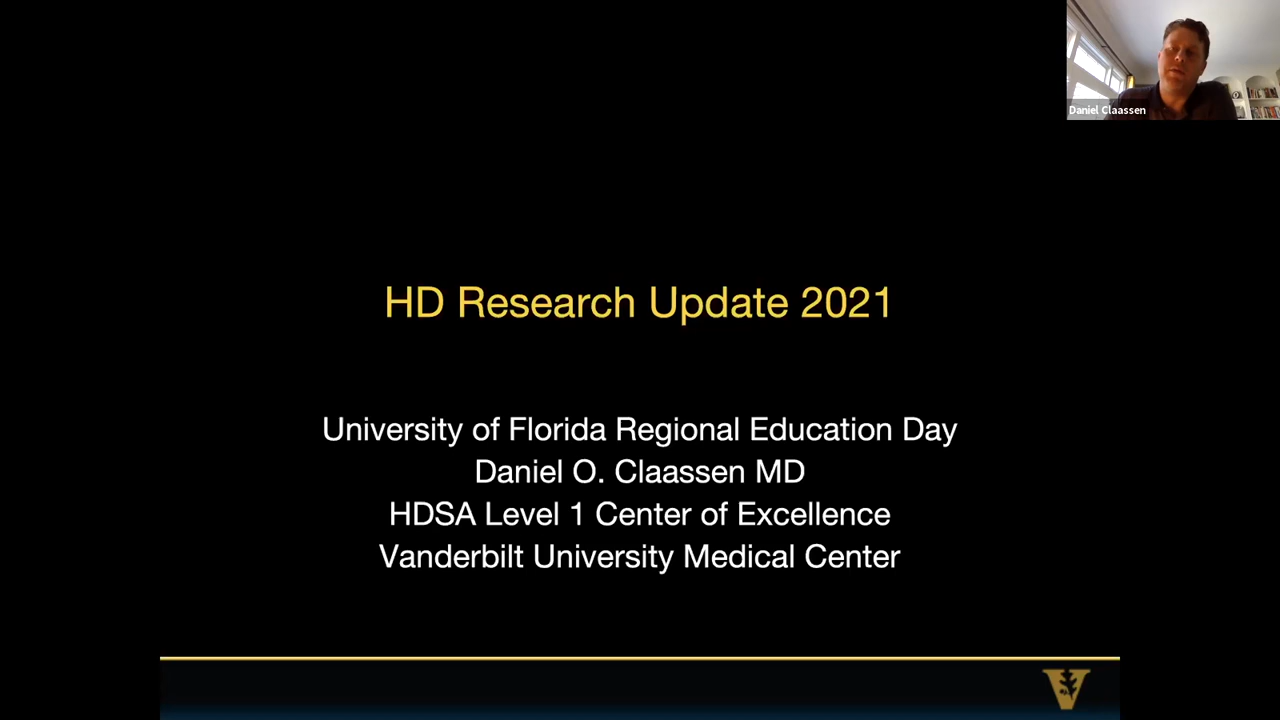 Daniel Claassen
HD Research Update 2021
University of Florida Regional Education Day
Daniel O. Claassen MD
HDSA Level 1 Center of Excellence
Vanderbilt University Medical Center
V